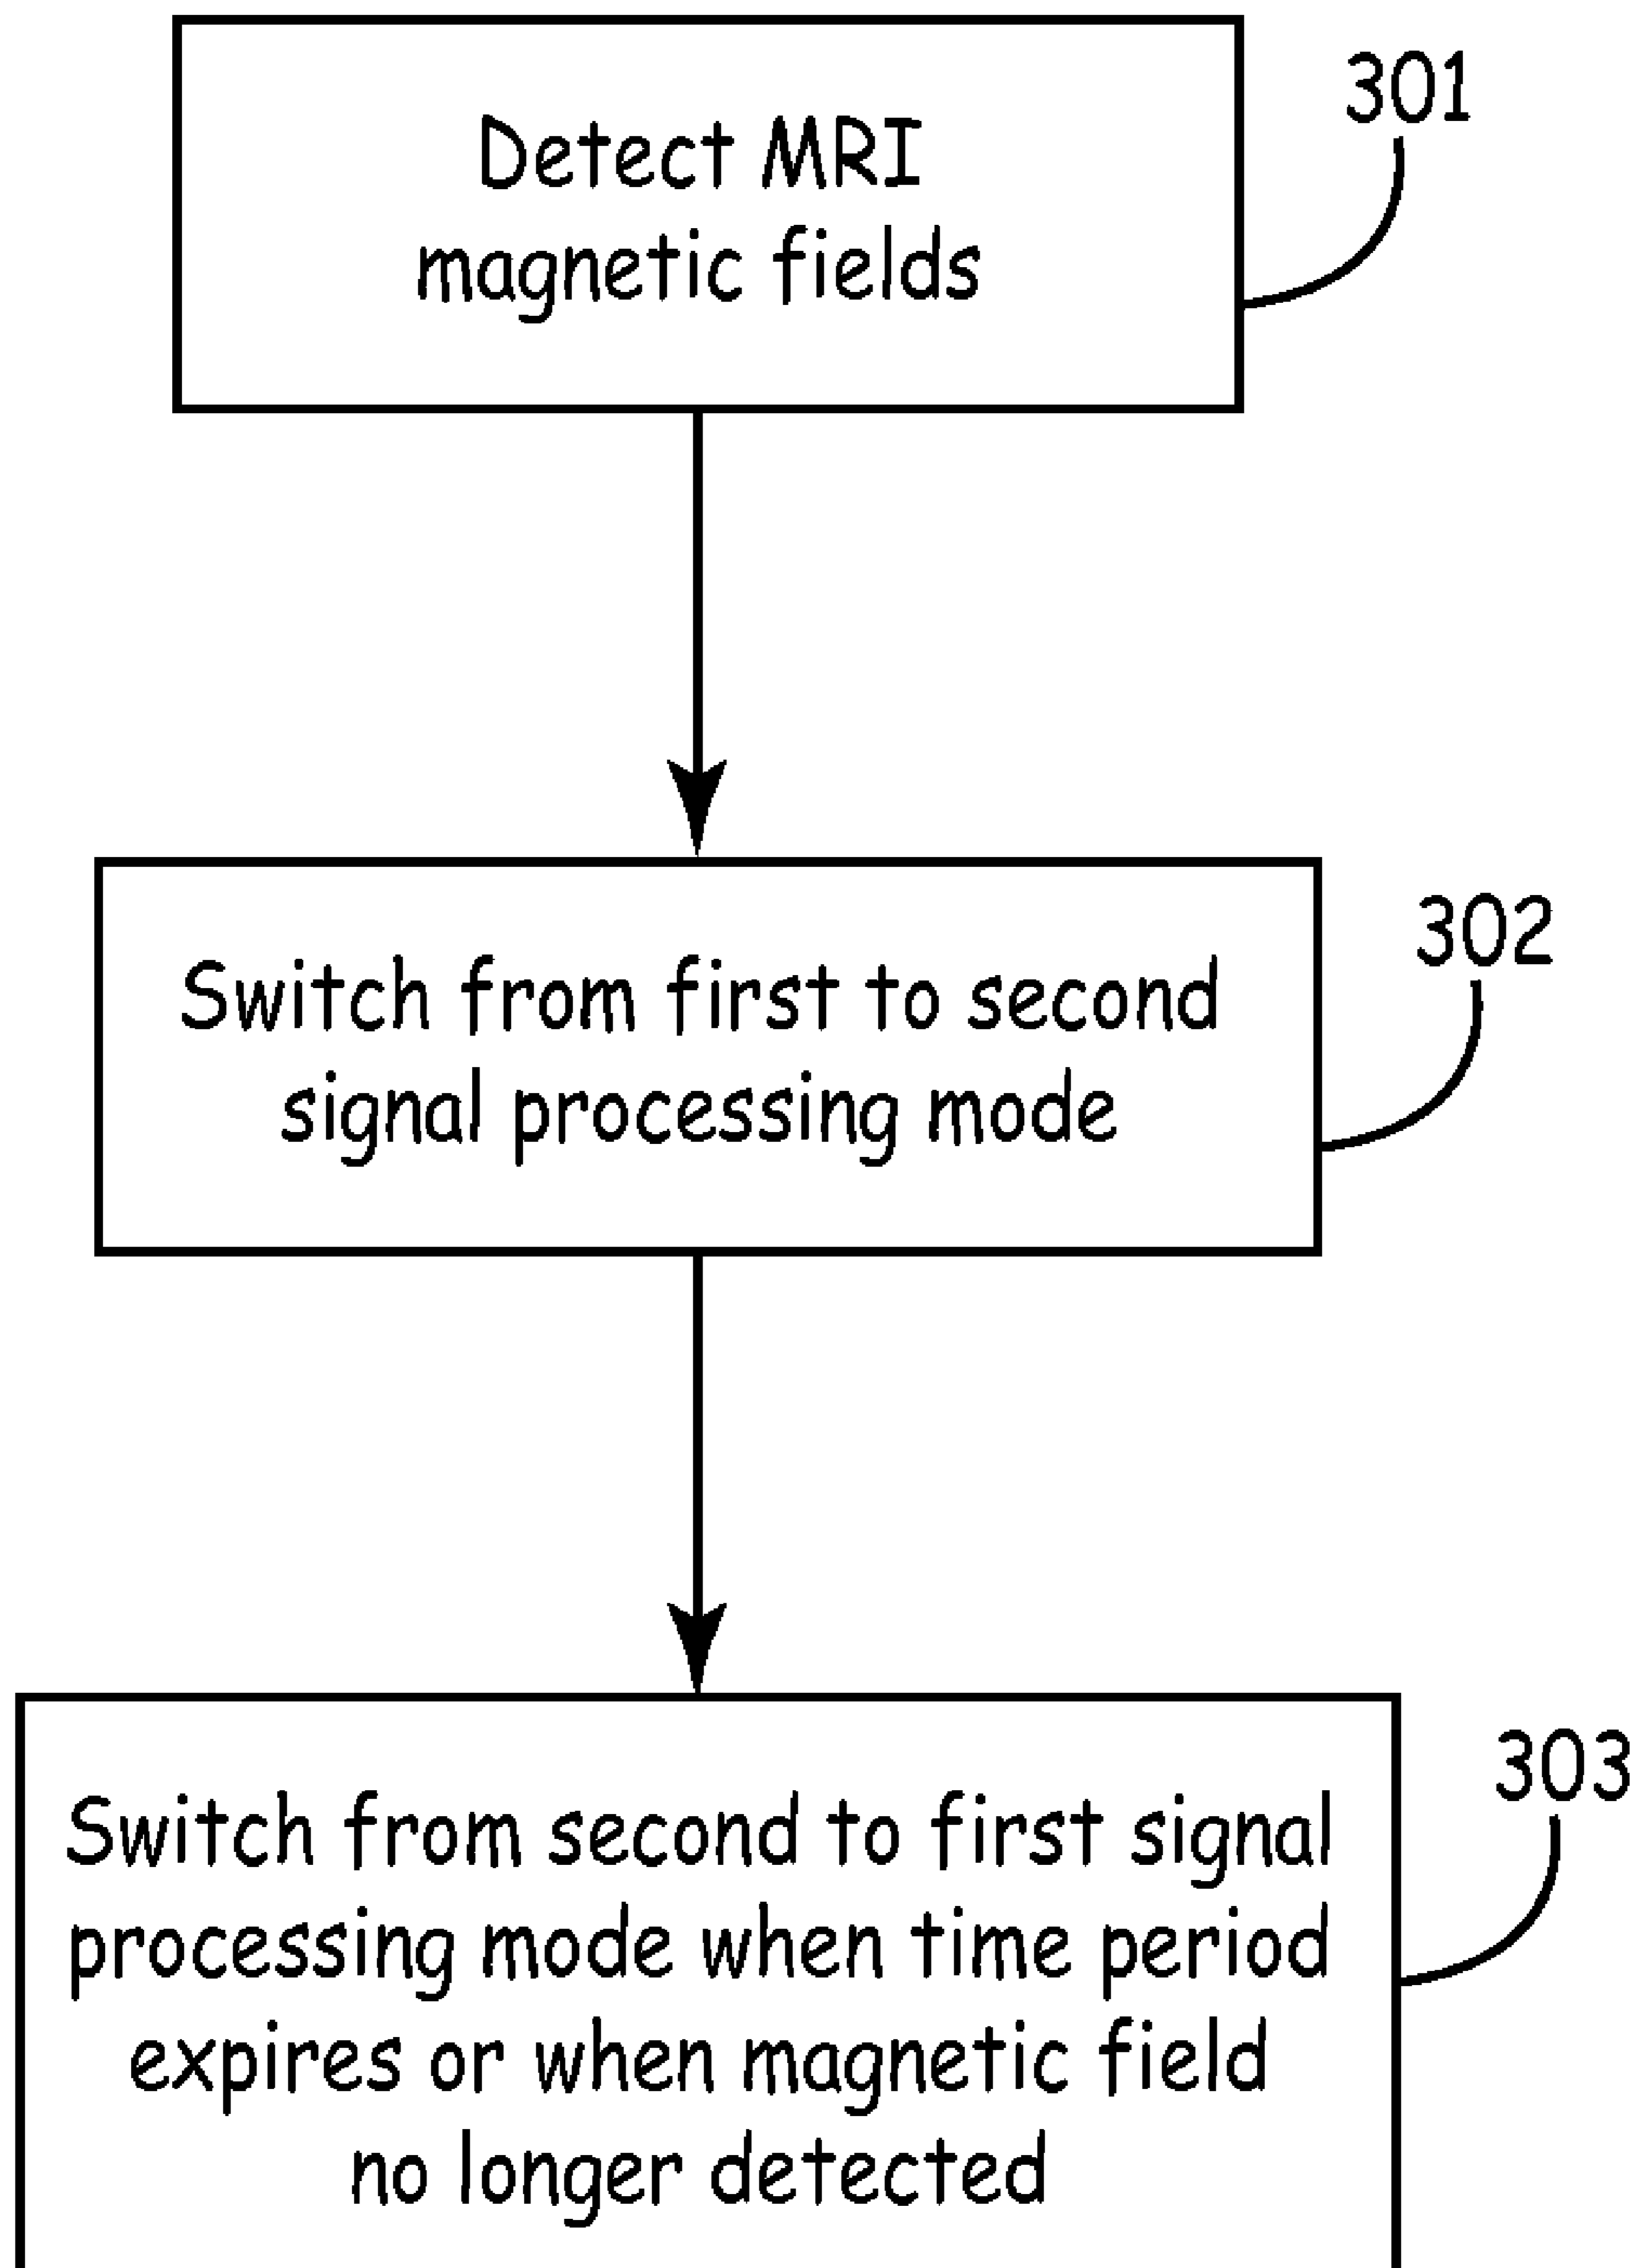 Detect MRI
magnetic fields
301
Switch from first to second
signal processing mode
302
Switch from second to first signal
processing mode when time period
expires or when magnetic field
no longer detected
303